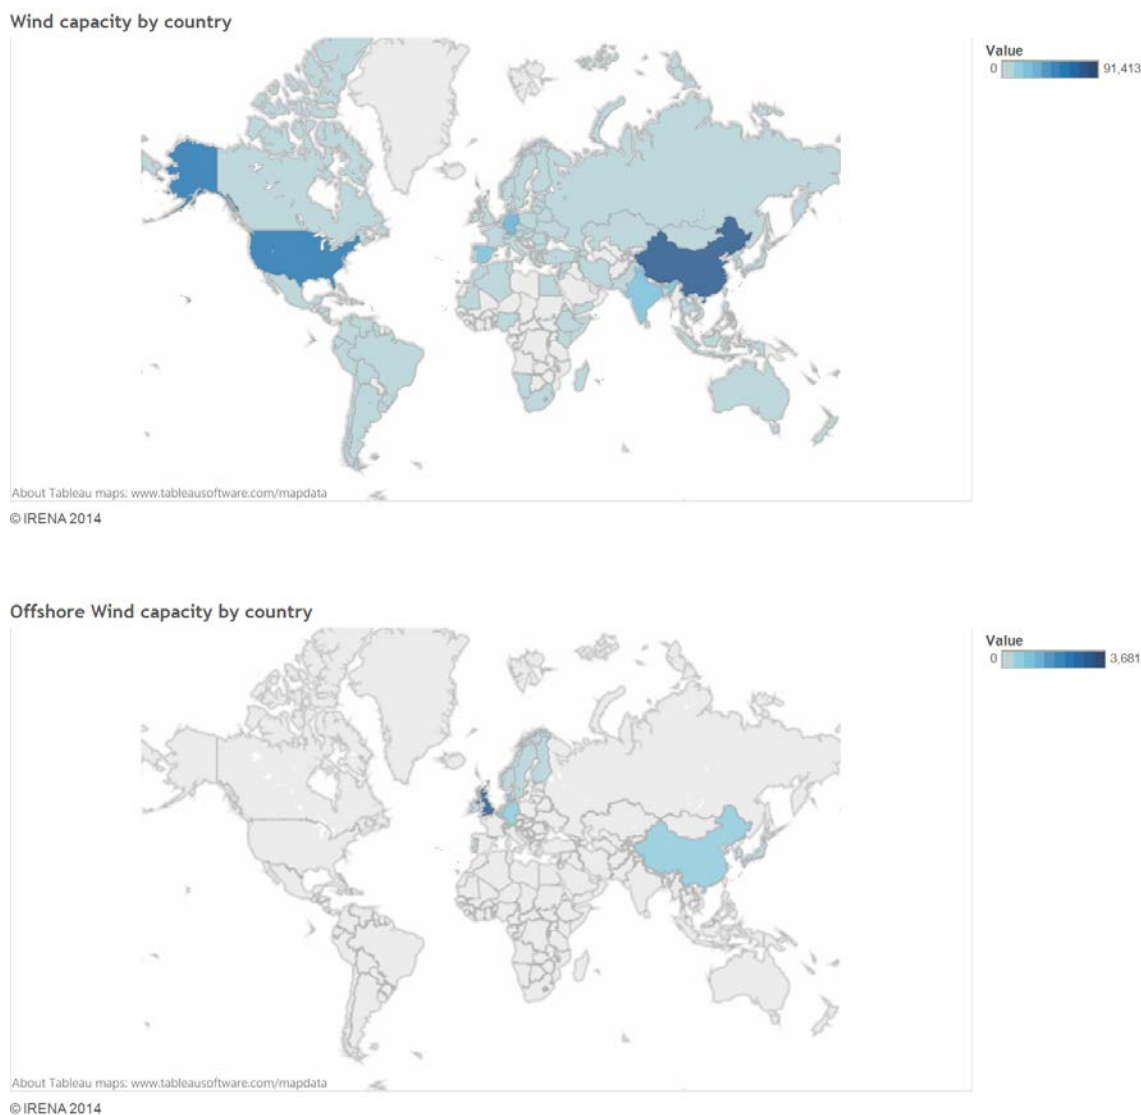 Wind capacity by country
Value
0 91,413
About Tableau maps: www.tableausoftware.com/mapdata
© IRENA 2014
Offshore Wind capacity by country
Value
0 3,681
About Tableau maps: www.tableausoftware.com/mapdata
© IRENA 2014